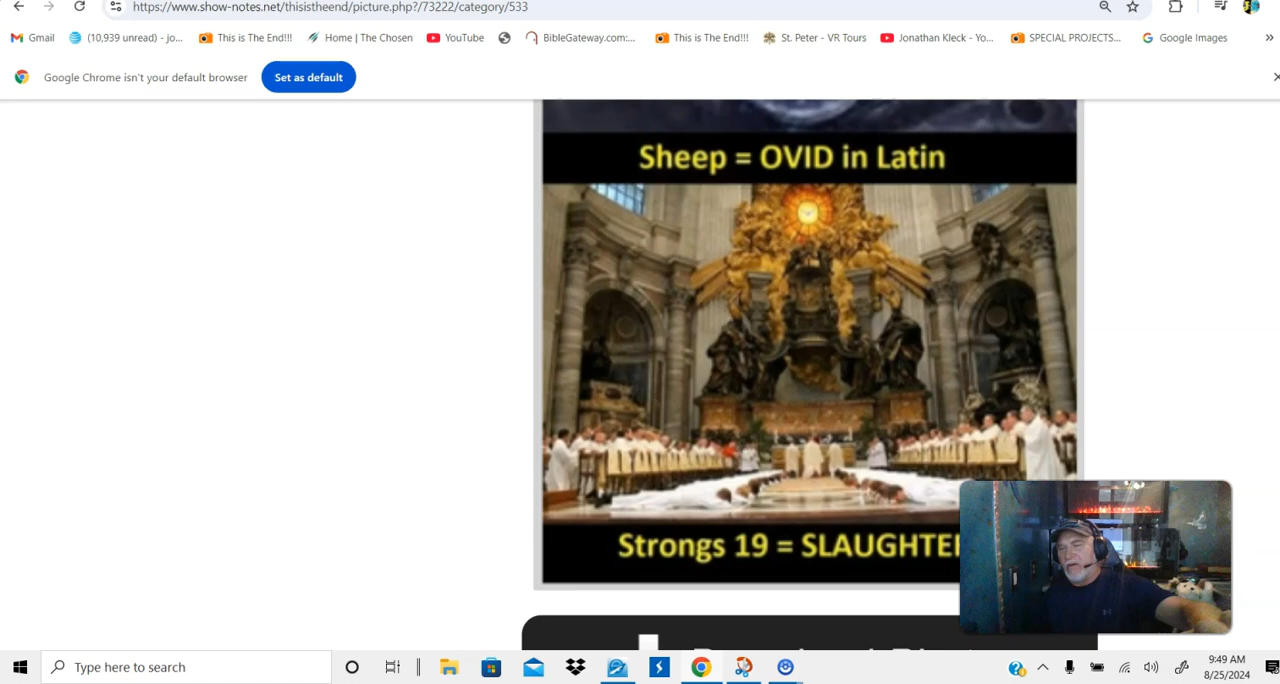 https://www.show-notes.net/thisistheend/picture.php?/73222/category/533
Gmail (10,939 unread) - jo... This is The End!!! Home | The Chosen YouTube BibleGateway.com:... This is The End!!! St. Peter - VR Tours Jonathan Kleck - Yo... SPECIAL PROJECTS... Google Images »
Google Chrome isn't your default browser Set as default
Sheep = OVID in Latin
Strongs 19 = SLAUGHTE
Type here to search
9:49 AM
8/25/2024